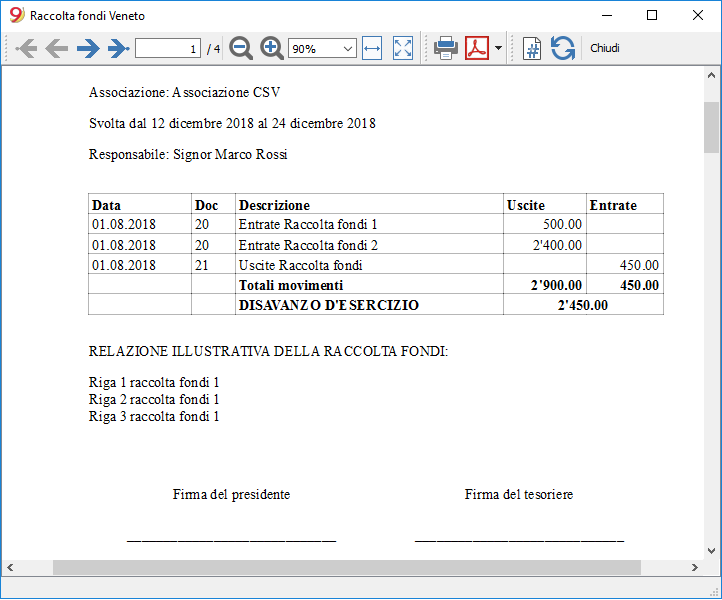 Raccolta fondi Veneto
1 / 4 90% Chiudi
Associazione: Associazione CSV
Svolta dal 12 dicembre 2018 al 24 dicembre 2018
Responsabile: Signor Marco Rossi
Data Doc Descrizione Uscite Entrate
01.08.2018 20 Entrate Raccolta fondi 1 500.00
01.08.2018 20 Entrate Raccolta fondi 2 2'400.00
01.08.2018 21 Uscite Raccolta fondi 450.00
Totali movimenti 2'900.00 450.00
DISAVANZO D'ESERCIZIO 2'450.00
RELAZIONE ILLUSTRATIVA DELLA RACCOLTA FONDI:
Riga 1 raccolta fondi 1
Riga 2 raccolta fondi 1
Riga 3 raccolta fondi 1
Firma del presidente Firma del tesoriere